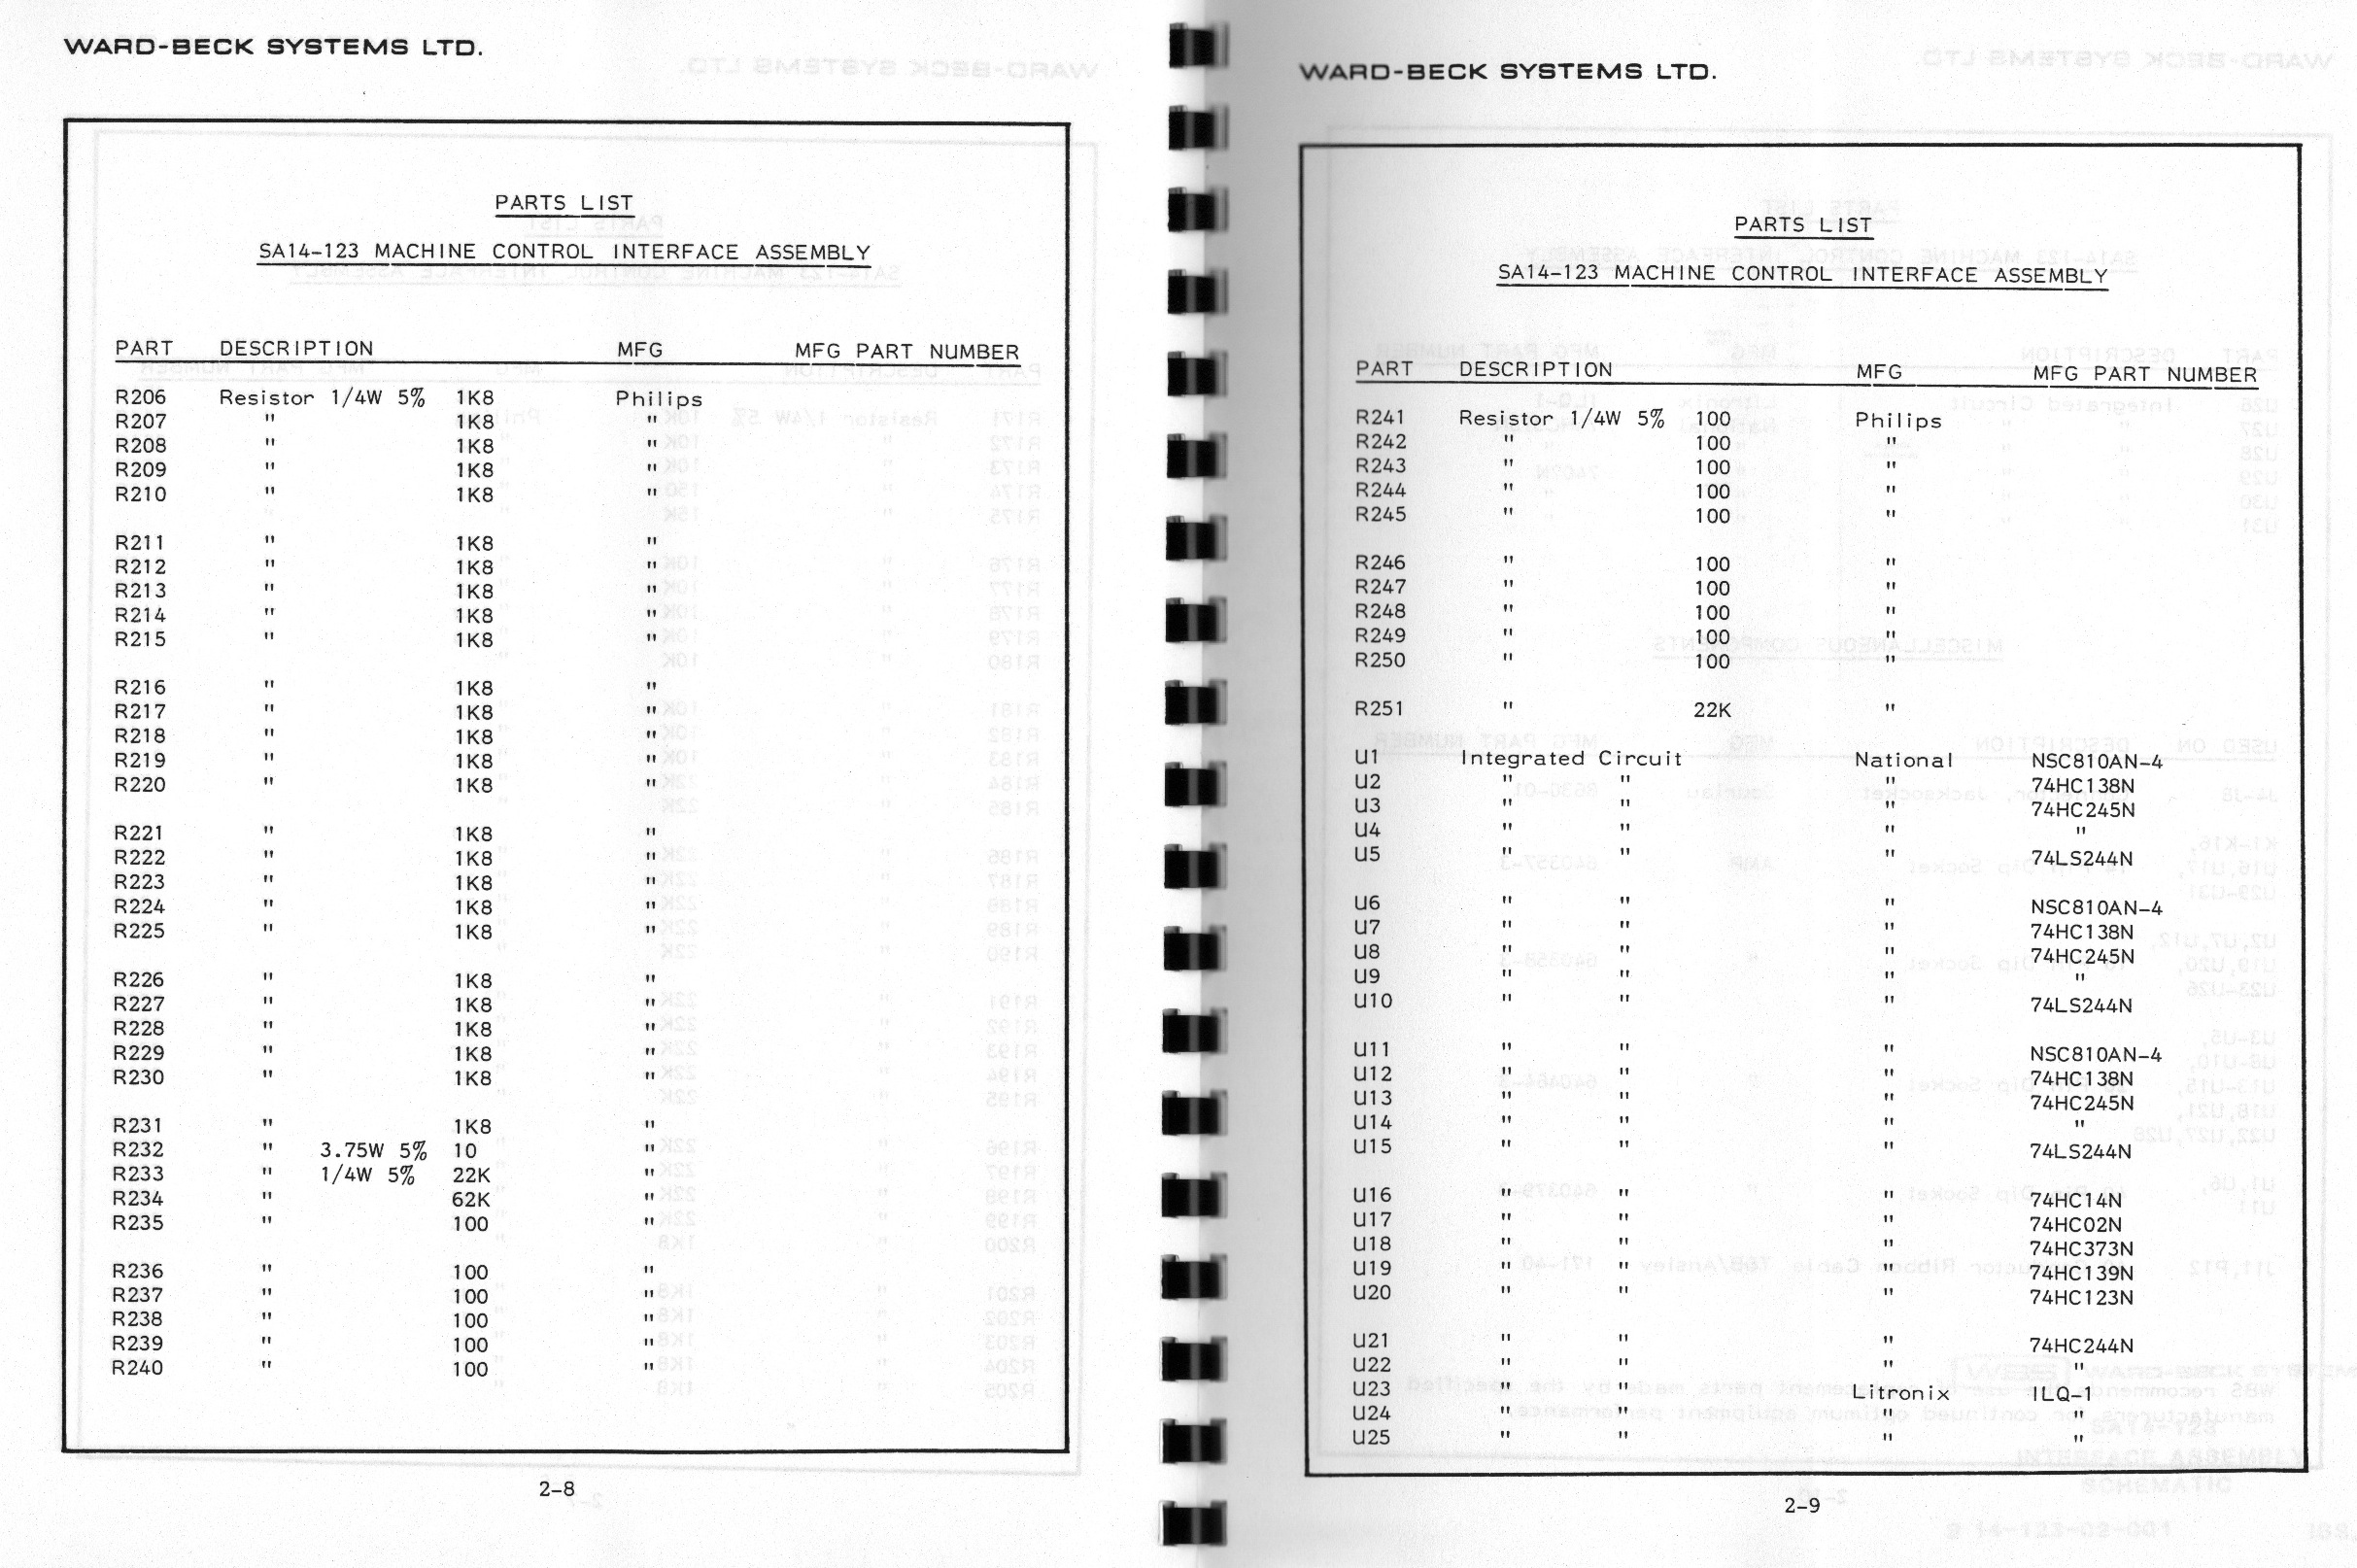 WARD-BECK SYSTEMS LTD.
PARTS LIST
SA14-123 MACHINE CONTROL INTERFACE ASSEMBLY
PART DESCRIPTION MFG MFG PART NUMBER
R206 Resistor 1/4W 5% 1K8 Philips
R207 " 1K8 "
R208 " 1K8 "
R209 " 1K8 "
R210 " 1K8 "
R211 " 1K8 "
R212 " 1K8 "
R213 " 1K8 "
R214 " 1K8 "
R215 " 1K8 "
R216 " 1K8 "
R217 " 1K8 "
R218 " 1K8 "
R219 " 1K8 "
R220 " 1K8 "
R221 " 1K8 "
R222 " 1K8 "
R223 " 1K8 "
R224 " 1K8 "
R225 " 1K8 "
R226 " 1K8 "
R227 " 1K8 "
R228 " 1K8 "
R229 " 1K8 "
R230 " 1K8 "
R231 " 1K8 "
R232 " 3.75W 5% 10 "
R233 " 1/4W 5% 22K "
R234 " 62K "
R235 " 100 "
R236 " 100 "
R237 " 100 "
R238 " 100 "
R239 " 100 "
R240 " 100 "
2-8
WARD-BECK SYSTEMS LTD.
PARTS LIST
SA14-123 MACHINE CONTROL INTERFACE ASSEMBLY
PART DESCRIPTION MFG MFG PART NUMBER
R241 Resistor 1/4W 5% 100 Philips
R242 " 100 "
R243 " 100 "
R244 " 100 "
R245 " 100 "
R246 " 100 "
R247 " 100 "
R248 " 100 "
R249 " 100 "
R250 " 100 "
R251 " 22K "
U1 Integrated Circuit National NSC810AN-4
U2 " " " 74HC138N
U3 " " " 74HC245N
U4 " " " "
U5 " " " 74LS244N
U6 " " " NSC810AN-4
U7 " " " 74HC138N
U8 " " " 74HC245N
U9 " " " "
U10 " " " 74LS244N
U11 " " " NSC810AN-4
U12 " " " 74HC138N
U13 " " " 74HC245N
U14 " " " "
U15 " " " 74LS244N
U16 " " " 74HC14N
U17 " " " 74HC02N
U18 " " " 74HC373N
U19 " " " 74HC139N
U20 " " " 74HC123N
U21 " " " 74HC244N
U22 " " " "
U23 " " Litronix ILQ-1
U24 " " " "
U25 " " " "
2-9